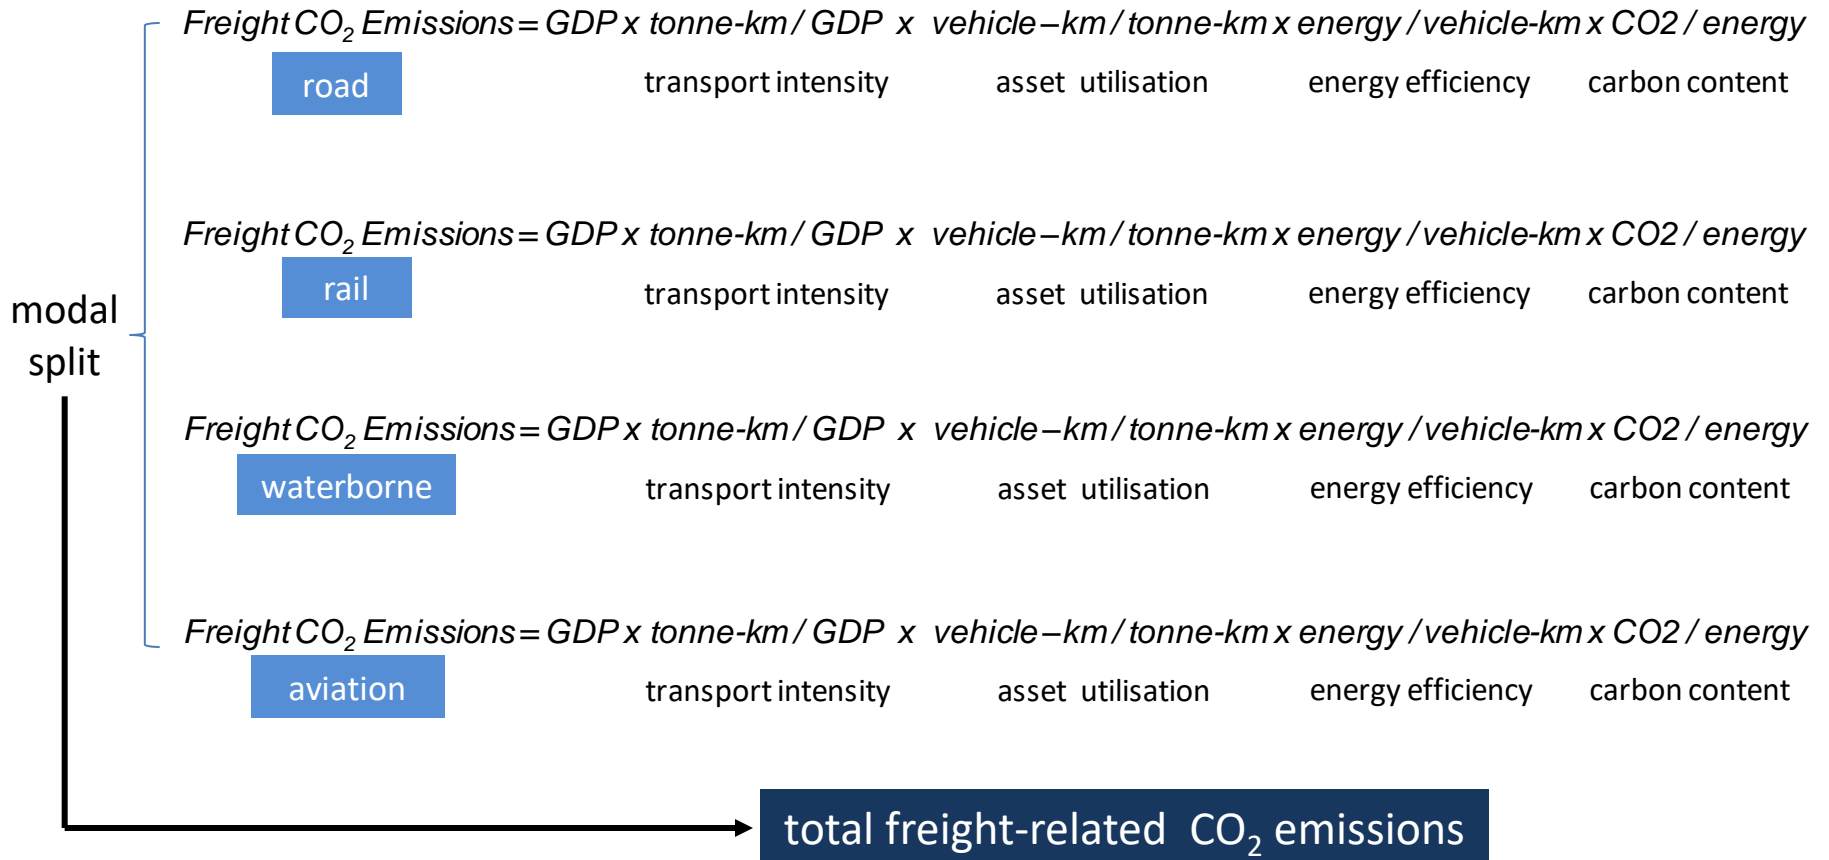 Freight CO₂ Emissions = GDP x tonne-km / GDP x vehicle–km / tonne-km x energy / vehicle-km x CO2 / energy
road transport intensity asset utilisation energy efficiency carbon content
Freight CO₂ Emissions = GDP x tonne-km / GDP x vehicle–km / tonne-km x energy / vehicle-km x CO2 / energy
rail transport intensity asset utilisation energy efficiency carbon content
modal
split
Freight CO₂ Emissions = GDP x tonne-km / GDP x vehicle–km / tonne-km x energy / vehicle-km x CO2 / energy
waterborne transport intensity asset utilisation energy efficiency carbon content
Freight CO₂ Emissions = GDP x tonne-km / GDP x vehicle–km / tonne-km x energy / vehicle-km x CO2 / energy
aviation transport intensity asset utilisation energy efficiency carbon content
total freight-related CO₂ emissions